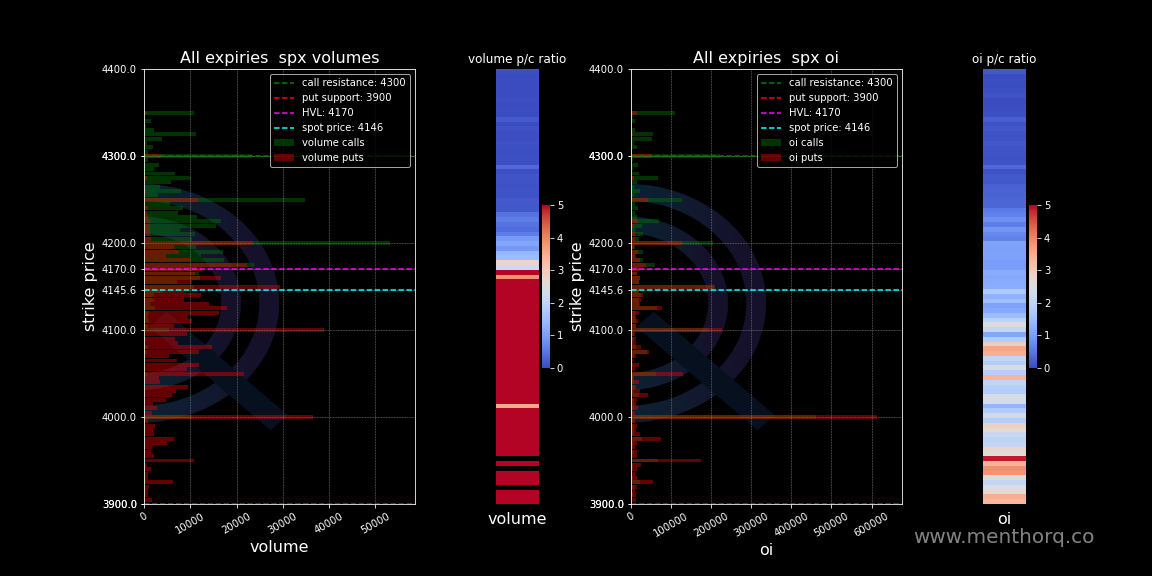 All expiries  spx volumes
volume p/c ratio
All expiries  spx oi
oi p/c ratio
call resistance: 4300
put support: 3900
HVL: 4170
spot price: 4146
volume calls
volume puts
call resistance: 4300
put support: 3900
HVL: 4170
spot price: 4146
oi calls
oi puts
strike price
4400.0
4300.0
4200.0
4170.0
4145.6
4100.0
4000.0
3900.0
0
10000
20000
30000
40000
50000
volume
5
4
3
2
1
0
volume
strike price
4400.0
4300.0
4200.0
4170.0
4145.6
4100.0
4000.0
3900.0
0
100000
200000
300000
400000
500000
600000
oi
5
4
3
2
1
0
oi
www.menthorq.co